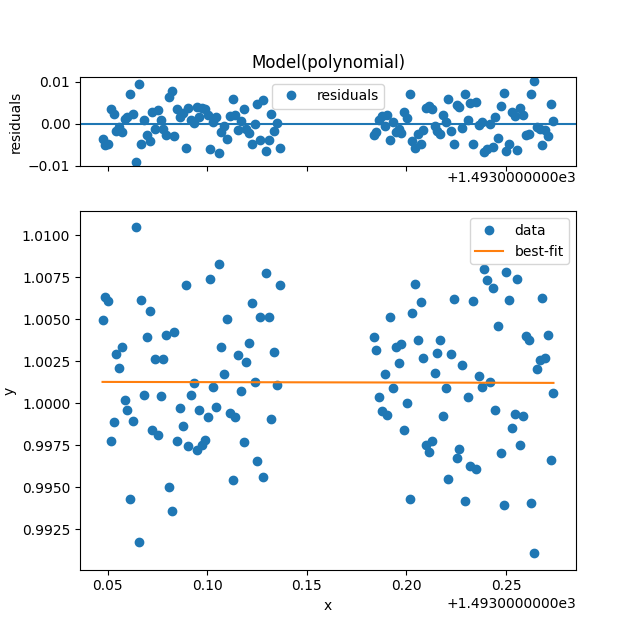 Model(polynomial)
0.01
0.00
−0.01
residuals
residuals
+1.4930000000e3
1.0100
1.0075
1.0050
1.0025
1.0000
0.9975
0.9950
0.9925
y
data
best-fit
0.05
0.10
0.15
0.20
0.25
x
+1.4930000000e3